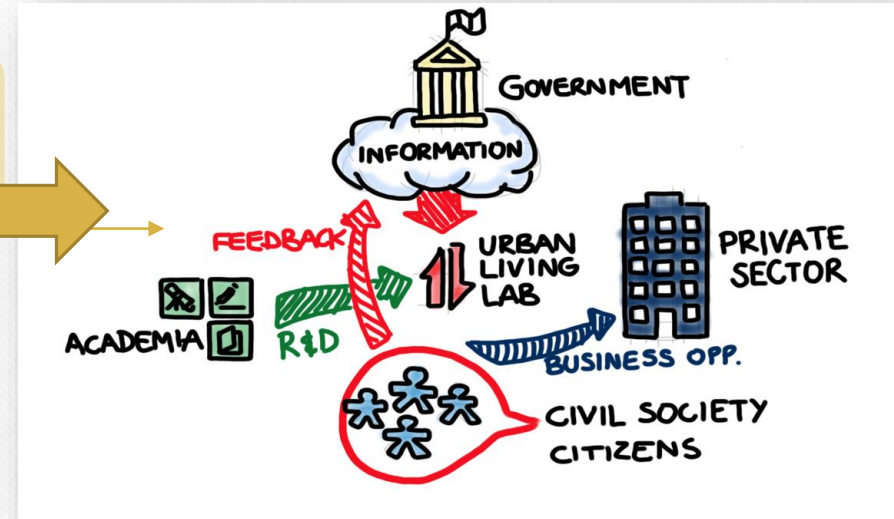 GOVERNMENT
INFORMATION
FEEDBACK
URBAN
LIVING
LAB
PRIVATE
SECTOR
ACADEMIA
R&D
BUSINESS OPP.
CIVIL SOCIETY
CITIZENS